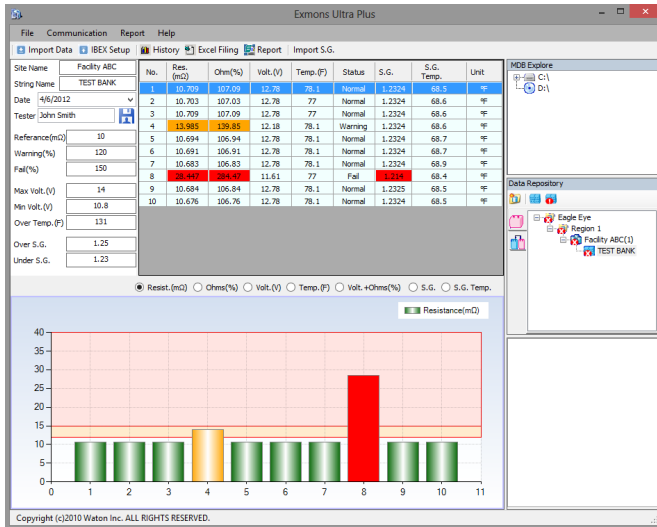 Exmons Ultra Plus
File Communication Report Help
Import Data IBEX Setup History Excel Filing Report Import S.G.
Site Name Facility ABC
String Name TEST BANK
Date 4/6/2012
Tester John Smith
Referance(mΩ) 10
Warning(%) 120
Fail(%) 150
Max Volt.(V) 14
Min Volt.(V) 10.8
Over Temp.(F) 131
Over S.G. 1.25
Under S.G. 1.23
No. Res. (mΩ) Ohm(%) Volt.(V) Temp.(F) Status S.G. S.G. Temp. Unit
1 10.709 107.09 12.78 78.1 Normal 1.2324 68.5 ℉
2 10.703 107.03 12.78 77 Normal 1.2324 68.6 ℉
3 10.709 107.09 12.78 77 Normal 1.2324 68.6 ℉
4 13.985 139.85 12.18 78.1 Warning 1.2324 68.6 ℉
5 10.694 106.94 12.78 78.1 Normal 1.2324 68.7 ℉
6 10.691 106.91 12.78 78.1 Normal 1.2324 68.7 ℉
7 10.683 106.83 12.78 78.1 Normal 1.2324 68.9 ℉
8 28.447 284.47 11.61 77 Fail 1.214 68.4 ℉
9 10.684 106.84 12.78 78.1 Normal 1.2325 68.5 ℉
10 10.676 106.76 12.78 78.1 Normal 1.2324 68.5 ℉
MDB Explore
C:\
D:\
Data Repository
Eagle Eye
Region 1
Facility ABC(1)
TEST BANK
Resist.(mΩ) Ohms(%) Volt.(V) Temp.(F) Volt.+Ohms(%) S.G. S.G. Temp.
Resistance(mΩ)
40
35
30
25
20
15
10
5
0
0 1 2 3 4 5 6 7 8 9 10 11
Copyright (c)2010 Waton Inc. ALL RIGHTS RESERVED.